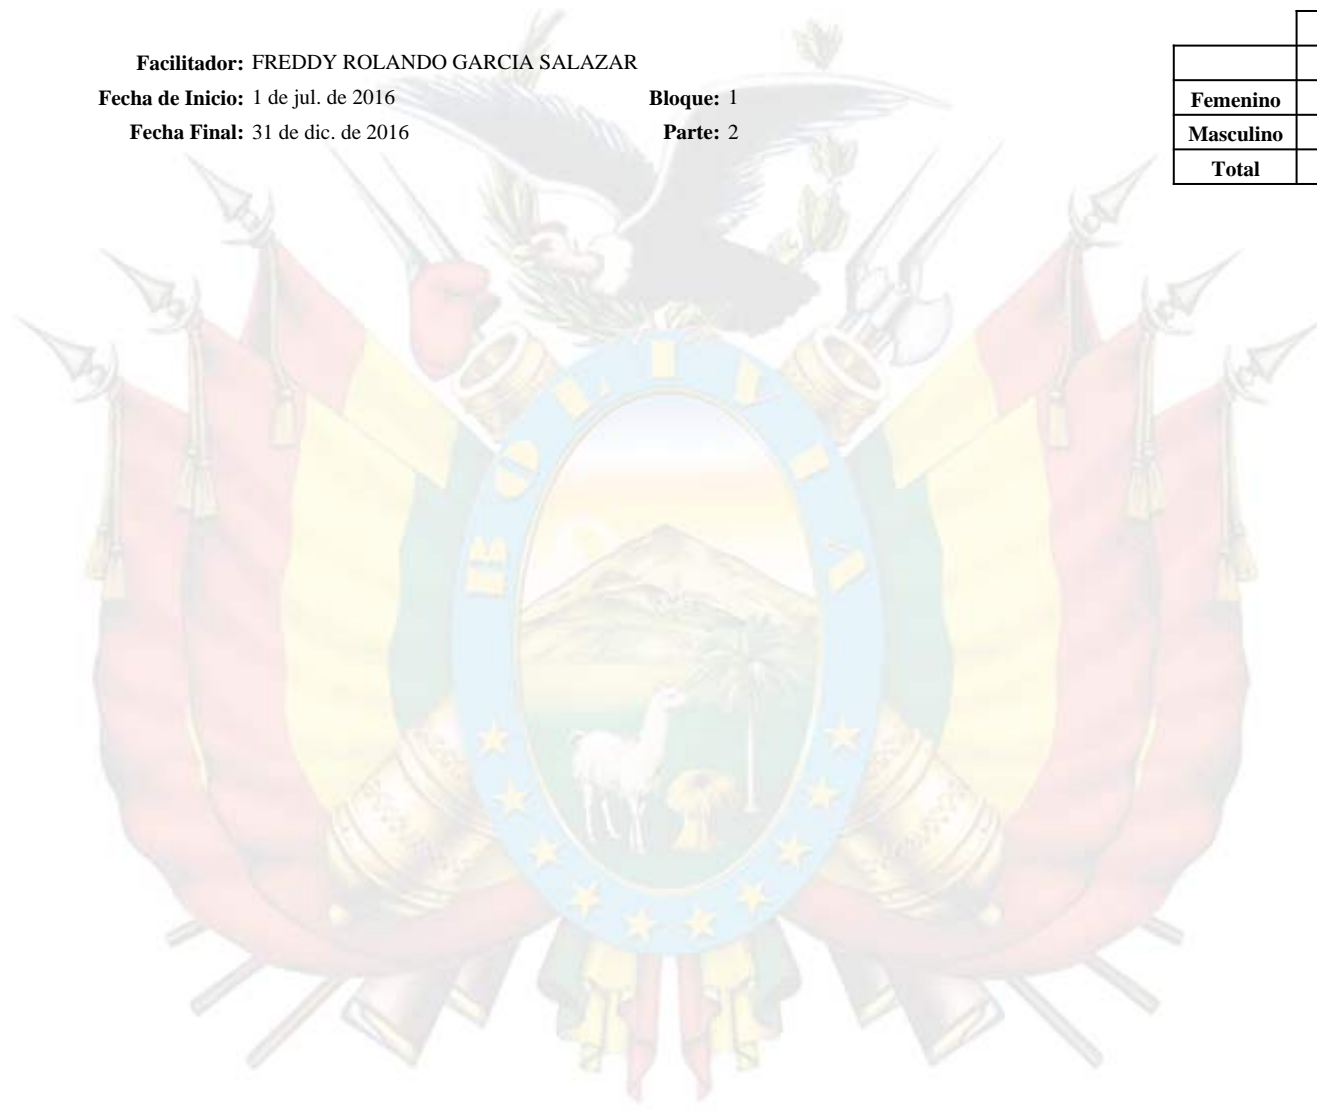 Facilitador: FREDDY ROLANDO GARCIA SALAZAR
Fecha de Inicio: 1 de jul. de 2016 Bloque: 1
Fecha Final: 31 de dic. de 2016 Parte: 2
Femenino
Masculino
Total
BOLIVIA